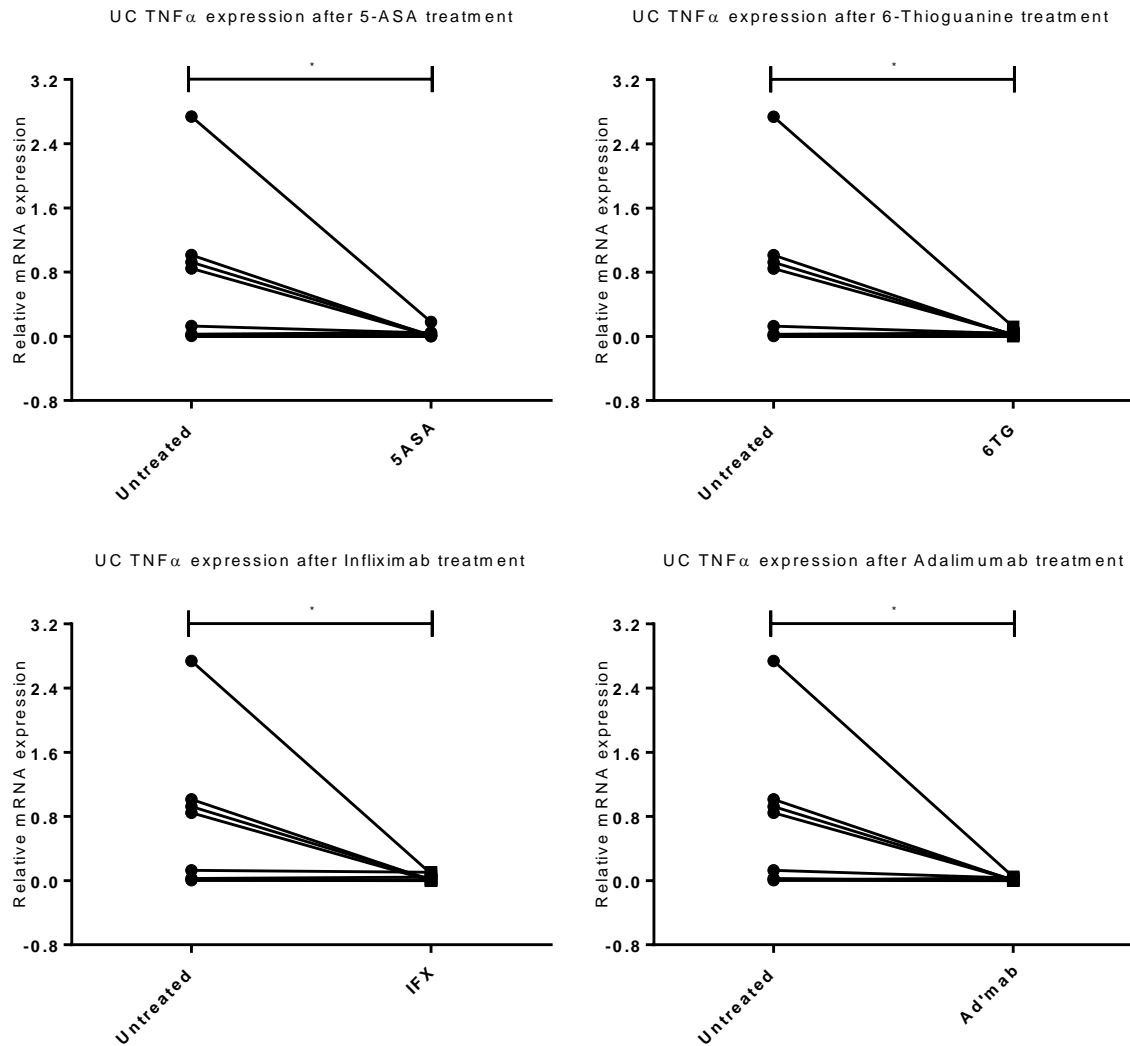 UC TNFα expression after 5-ASA treatment
*
Relative mRNA expression
3.2
2.4
1.6
0.8
0.0
-0.8
Untreated
5ASA
UC TNFα expression after 6-Thioguanine treatment
*
Relative mRNA expression
3.2
2.4
1.6
0.8
0.0
-0.8
Untreated
6TG
UC TNFα expression after Infliximab treatment
*
Relative mRNA expression
3.2
2.4
1.6
0.8
0.0
-0.8
Untreated
IFX
UC TNFα expression after Adalimumab treatment
*
Relative mRNA expression
3.2
2.4
1.6
0.8
0.0
-0.8
Untreated
Ad'mab